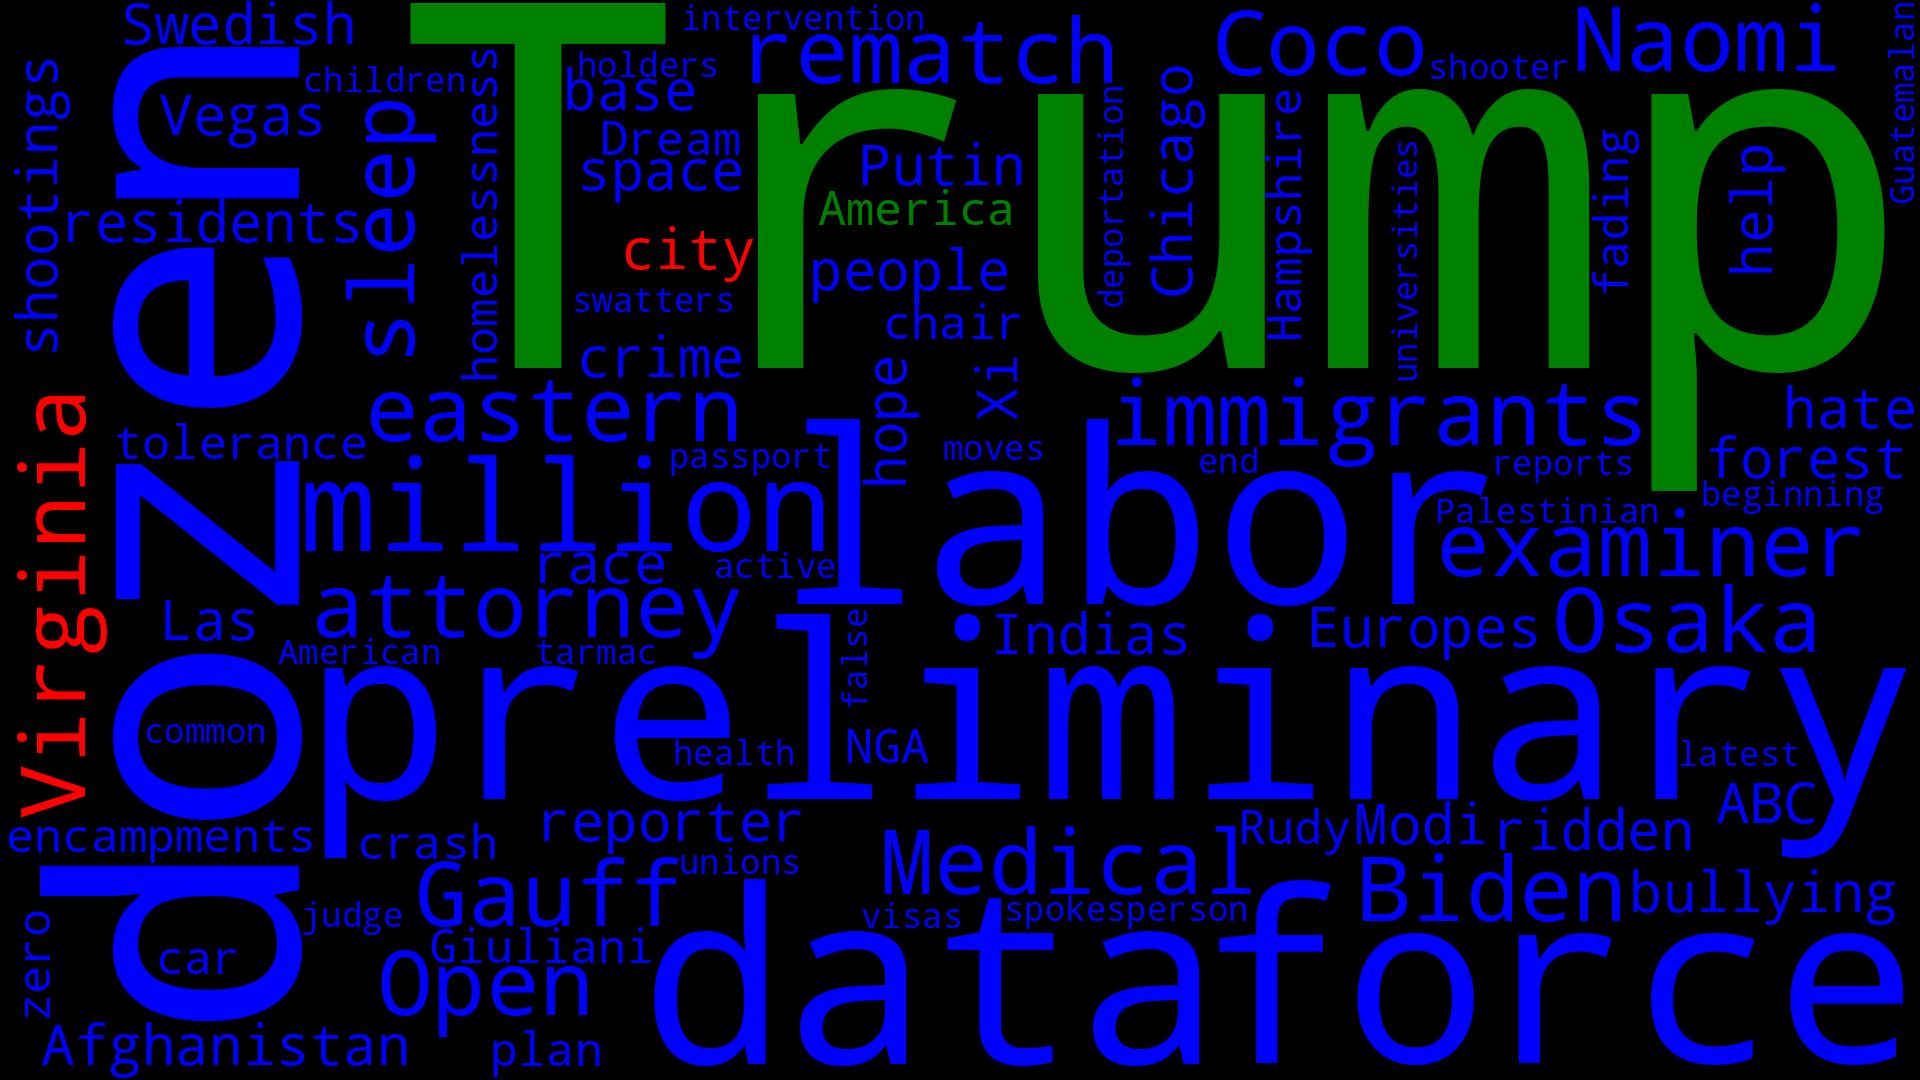 Swedish
Trump
intervention
rematch
Coco
shooter
Naomi
Guatemalan
shootings
children
Vegas
sleep
homelessness
holders
base
Dream
space
Putin
America
deportation
Chicago
Hampshire
universities
fading
help
residents
city
people
swatters
chair
crime
hope
Xi
dozen
Virginia
tolerance
eastern
immigrants
hate
passport
moves
end
reports
forest
beginning
million
labor
Palestinian
examiner
race
active
Las
attorney
false
Indias
Europes
Osaka
American
tarmac
preliminary
common
health
NGA
latest
ABC
encampments
crash
reporter
Rudy
Modi
ridden
unions
Medical
Biden
bullying
zero
judge
Gauff
visas
spokesperson
car
Giuliani
Open
dataforce
Afghanistan
plan